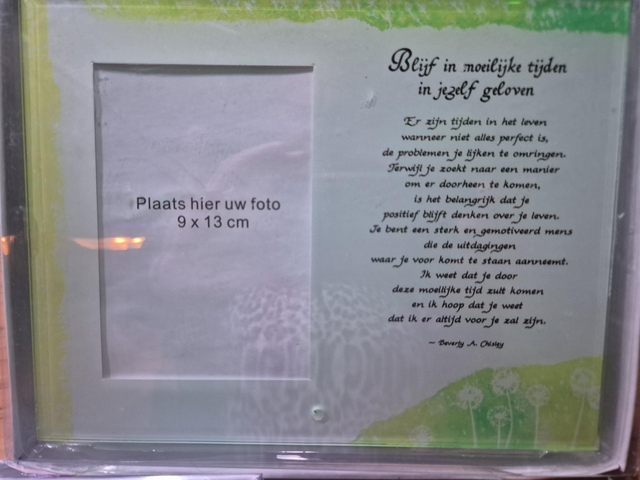 Blijf in moeilijke tijden
in jezelf geloven
Er zijn tijden in het leven
wanneer niet alles perfect is,
de problemen je lijken te omringen.
Terwijl je zoekt naar een manier
om er doorheen te komen,
is het belangrijk dat je
positief blijft denken over je leven.
Je bent een sterk en gemotiveerd mens
die de uitdagingen
waar je voor komt te staan aanneemt.
Ik weet dat je door
deze moeilijke tijd zult komen
en ik hoop dat je weet
dat ik er altijd voor je zal zijn.
— Beverly A. Chisley
Plaats hier uw foto
9 x 13 cm